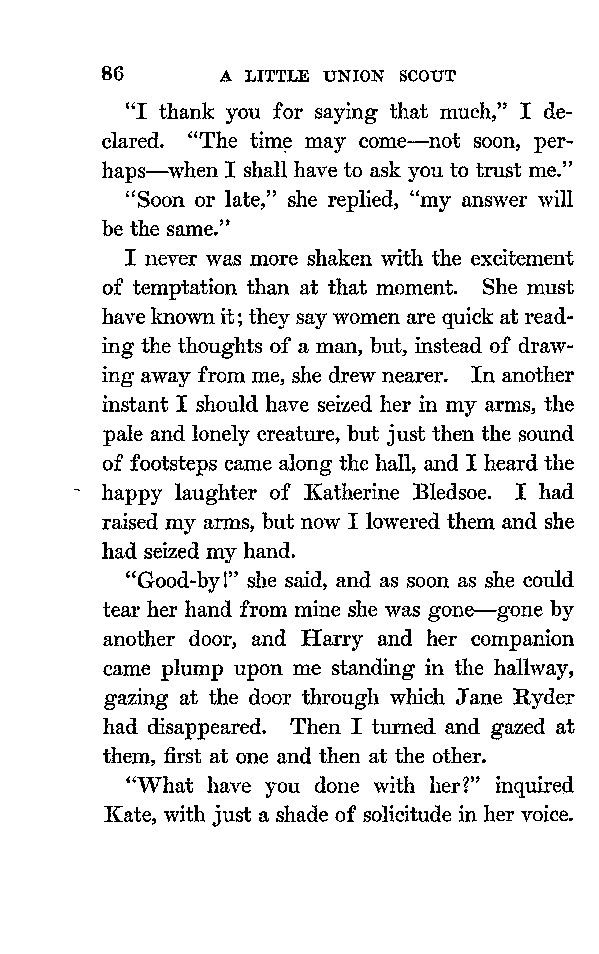 86 A LITTLE UNION SCOUT
“I thank you for saying that much,” I de-
clared. “The time may come—not soon, per-
haps—when I shall have to ask you to trust me.”
“Soon or late,” she replied, “my answer will
be the same.”
I never was more shaken with the excitement
of temptation than at that moment. She must
have known it; they say women are quick at read-
ing the thoughts of a man, but, instead of draw-
ing away from me, she drew nearer. In another
instant I should have seized her in my arms, the
pale and lonely creature, but just then the sound
of footsteps came along the hall, and I heard the
happy laughter of Katherine Bledsoe. I had
raised my arms, but now I lowered them and she
had seized my hand.
“Good-by!” she said, and as soon as she could
tear her hand from mine she was gone—gone by
another door, and Harry and her companion
came plump upon me standing in the hallway,
gazing at the door through which Jane Ryder
had disappeared. Then I turned and gazed at
them, first at one and then at the other.
“What have you done with her?” inquired
Kate, with just a shade of solicitude in her voice.